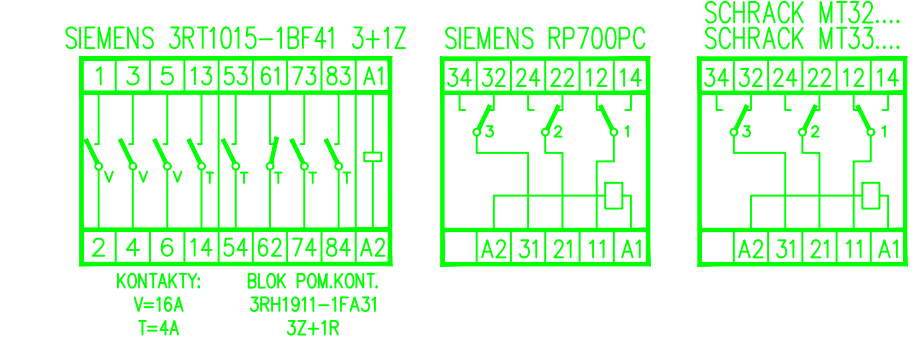 SIEMENS 3RT1015-1BF41 3+1Z
1 3 5 13 53 61 73 83 A1
V V V T T T T T
2 4 6 14 54 62 74 84 A2
KONTAKTY:
V=16A
T=4A
BLOK POM.KONT.
3RH1911-1FA31
3Z+1R
SIEMENS RP700PC
34 32 24 22 12 14
3 2 1
A2 31 21 11 A1
SCHRACK MT32....
SCHRACK MT33....
34 32 24 22 12 14
3 2 1
A2 31 21 11 A1